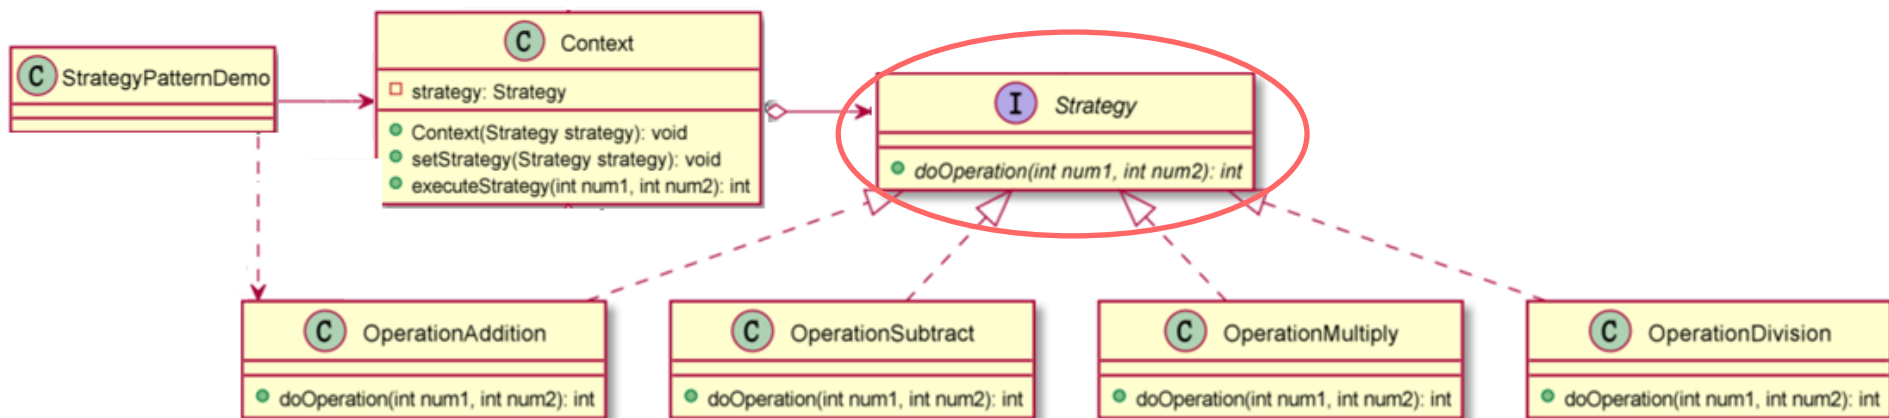 C StrategyPatternDemo
C Context
strategy: Strategy
Context(Strategy strategy): void
setStrategy(Strategy strategy): void
executeStrategy(int num1, int num2): int
I Strategy
doOperation(int num1, int num2): int
C OperationAddition
doOperation(int num1, int num2): int
C OperationSubtract
doOperation(int num1, int num2): int
C OperationMultiply
doOperation(int num1, int num2): int
C OperationDivision
doOperation(int num1, int num2): int